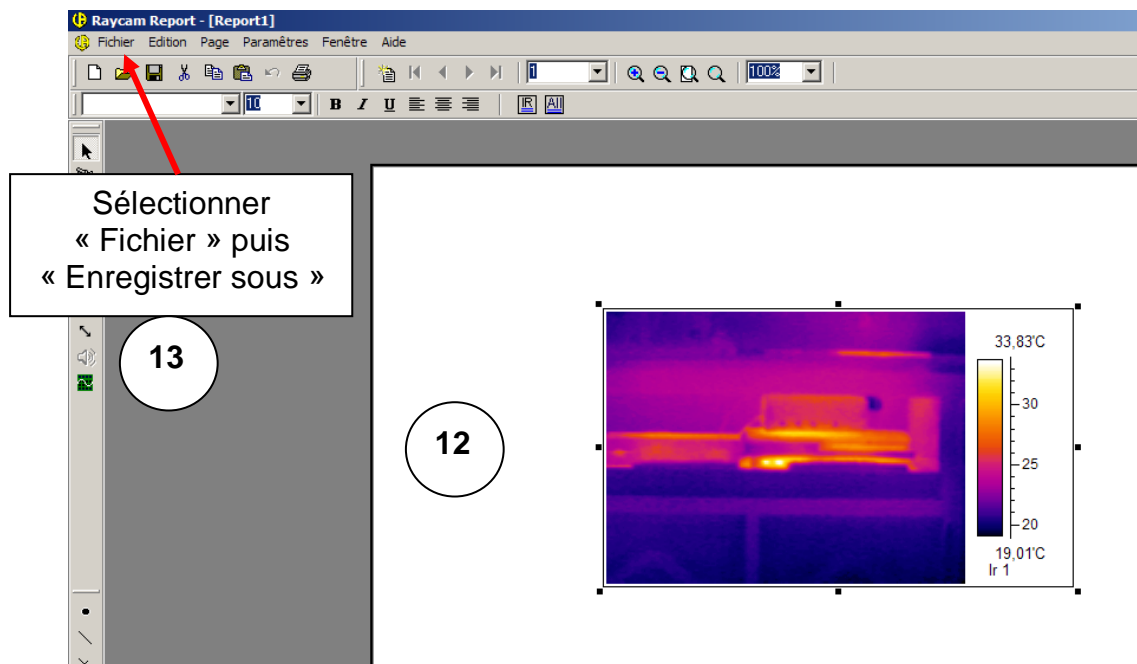 Raycam Report - [Report1]
Fichier Edition Page Paramètres Fenêtre Aide
1 100%
10 B I U IR All
Sélectionner
« Fichier » puis
« Enregistrer sous »
13
12
33,83'C
30
25
20
19,01'C
Ir 1